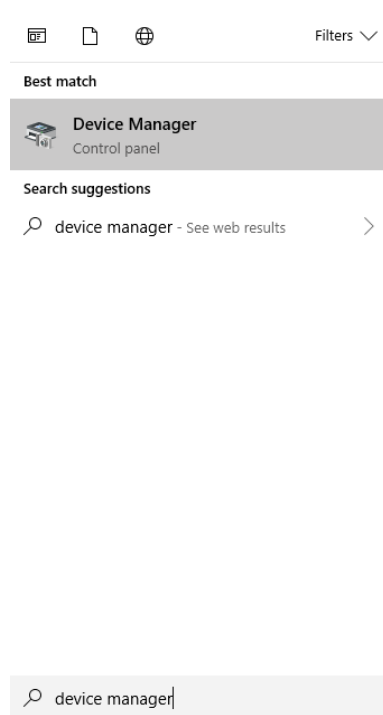 Filters
Best match
Device Manager
Control panel
Search suggestions
device manager - See web results
device manager